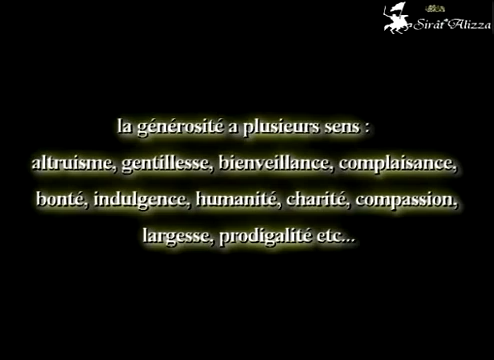 Sirât Alizza
la générosité a plusieurs sens :
altruisme, gentillesse, bienveillance, complaisance,
bonté, indulgence, humanité, charité, compassion,
largesse, prodigalité etc...